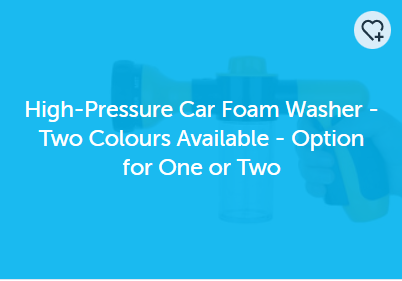 High-Pressure Car Foam Washer -
Two Colours Available - Option
for One or Two